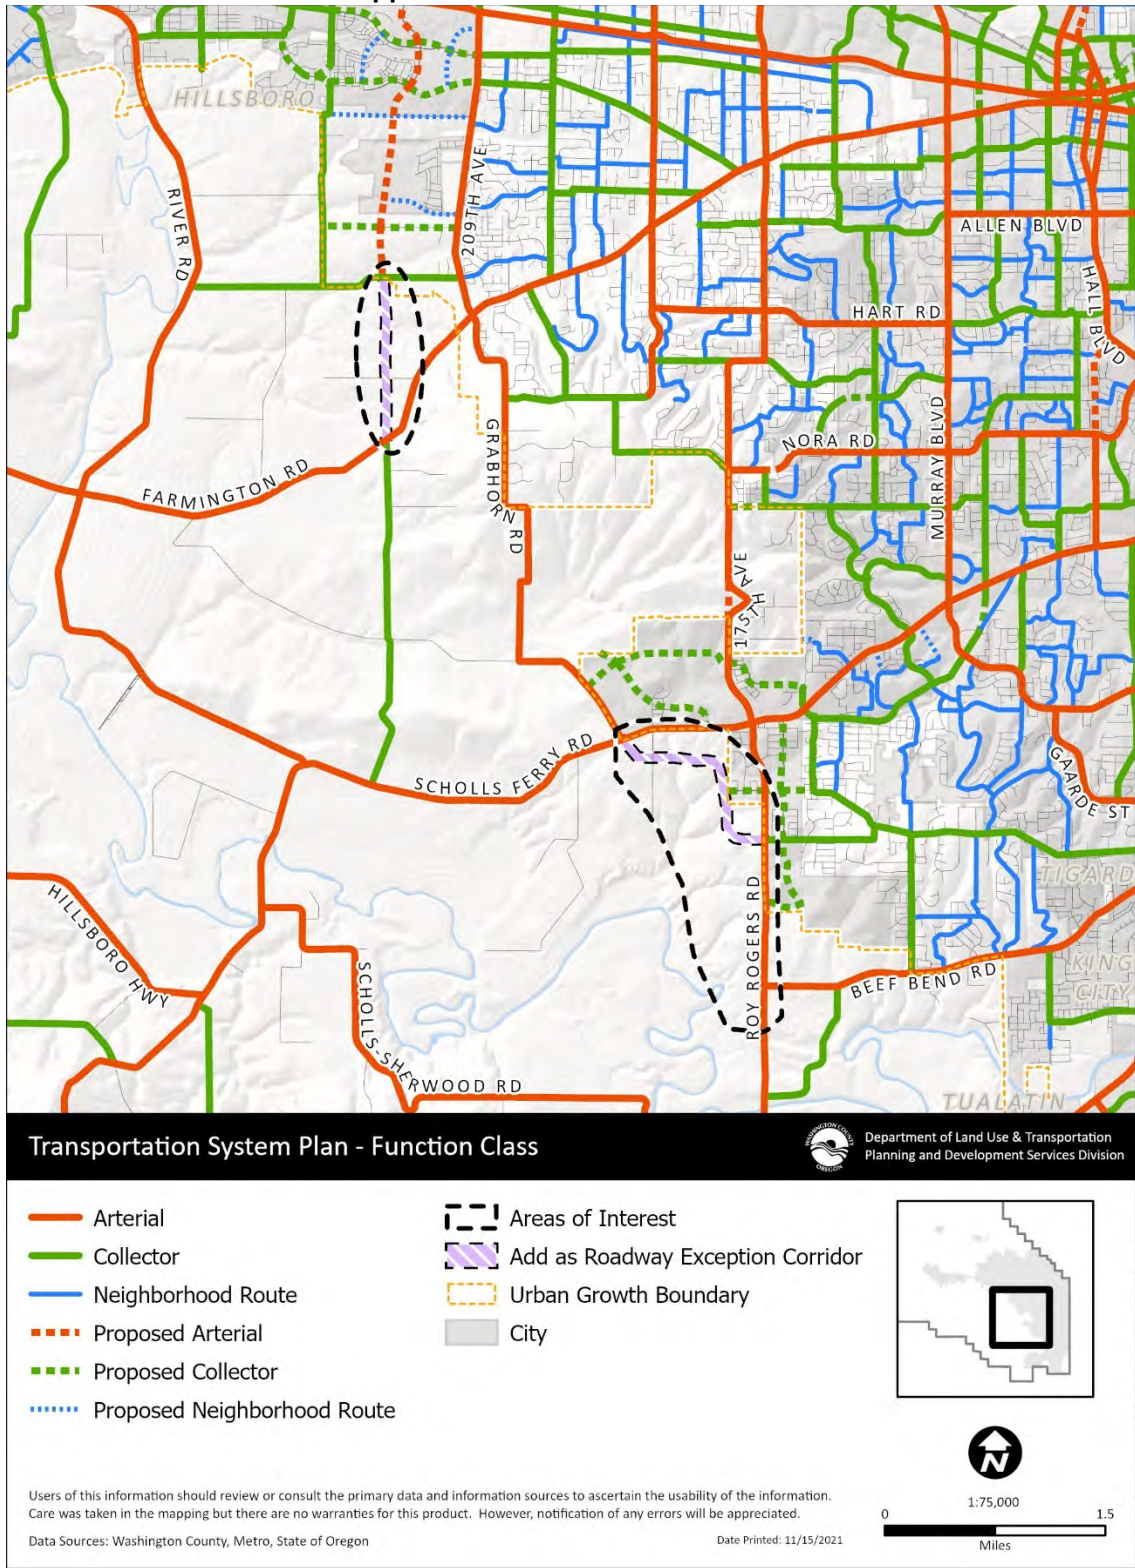 HILLSBORO
RIVER RD
209TH AVE
ALLEN BLVD
HALL BLVD
HART RD
GRABHORN RD
NORA RD
MURRAY BLVD
FARMINGTON RD
175TH AVE
SCHOLLS FERRY RD
GAARDE ST
TIGARD
HILLSBORO HWY
SCHOLLS-SHERWOOD RD
ROY ROGERS RD
BEEF BEND RD
KING
CITY
TUALATIN
Transportation System Plan - Function Class
WASHINGTON COUNTY
OREGON
Department of Land Use & Transportation
Planning and Development Services Division
Arterial
Collector
Neighborhood Route
Proposed Arterial
Proposed Collector
Proposed Neighborhood Route
Areas of Interest
Add as Roadway Exception Corridor
Urban Growth Boundary
City
N
1:75,000
0 1.5
Miles
Users of this information should review or consult the primary data and information sources to ascertain the usability of the information.
Care was taken in the mapping but there are no warranties for this product. However, notification of any errors will be appreciated.
Data Sources: Washington County, Metro, State of Oregon
Date Printed: 11/15/2021